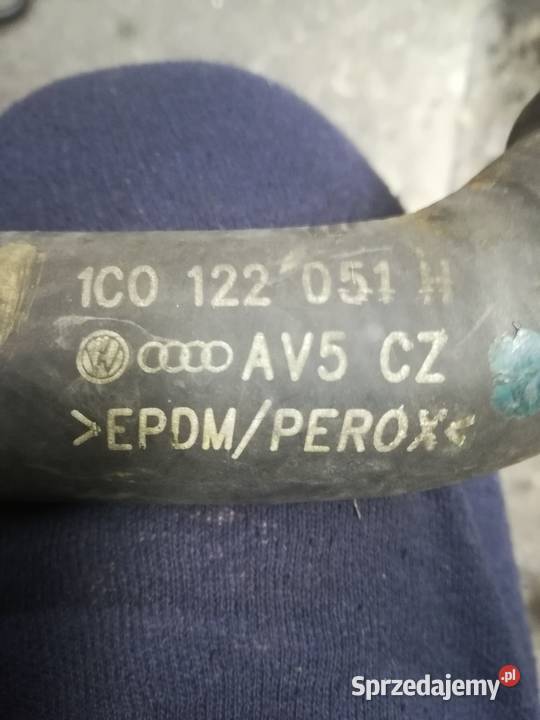 1C0 122 051 H
AV5 CZ
>EPDM/PEROX<
Sprzedajemy.pl